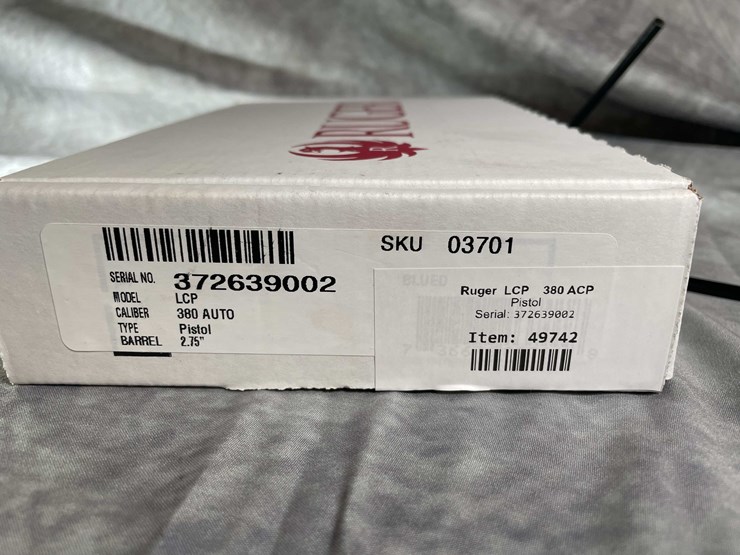 RUGER
SKU 03701
SERIAL NO. 372639002
MODEL LCP
CALIBER 380 AUTO
TYPE Pistol
BARREL 2.75"
BLUED
Ruger LCP 380 ACP
Pistol
Serial: 372639002
Item: 49742